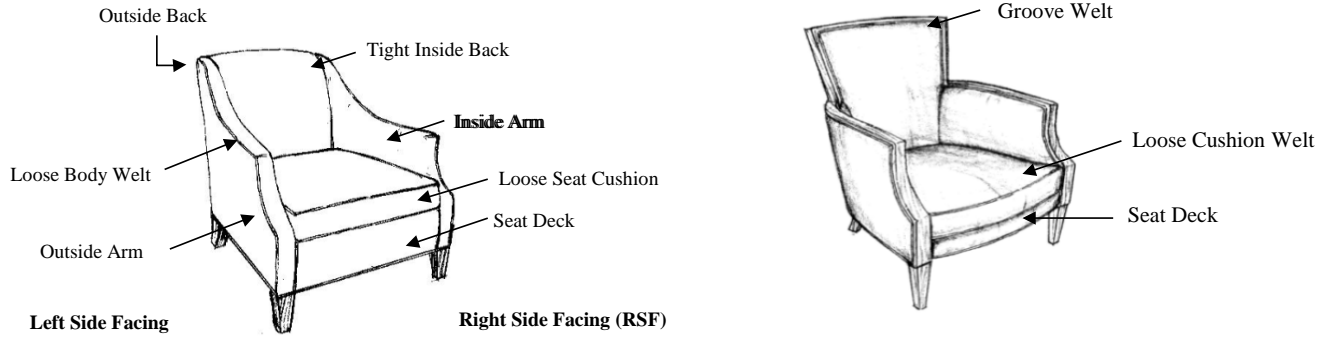 Outside Back
Tight Inside Back
Inside Arm
Loose Body Welt
Loose Seat Cushion
Seat Deck
Outside Arm
Left Side Facing
Right Side Facing (RSF)
Groove Welt
Loose Cushion Welt
Seat Deck